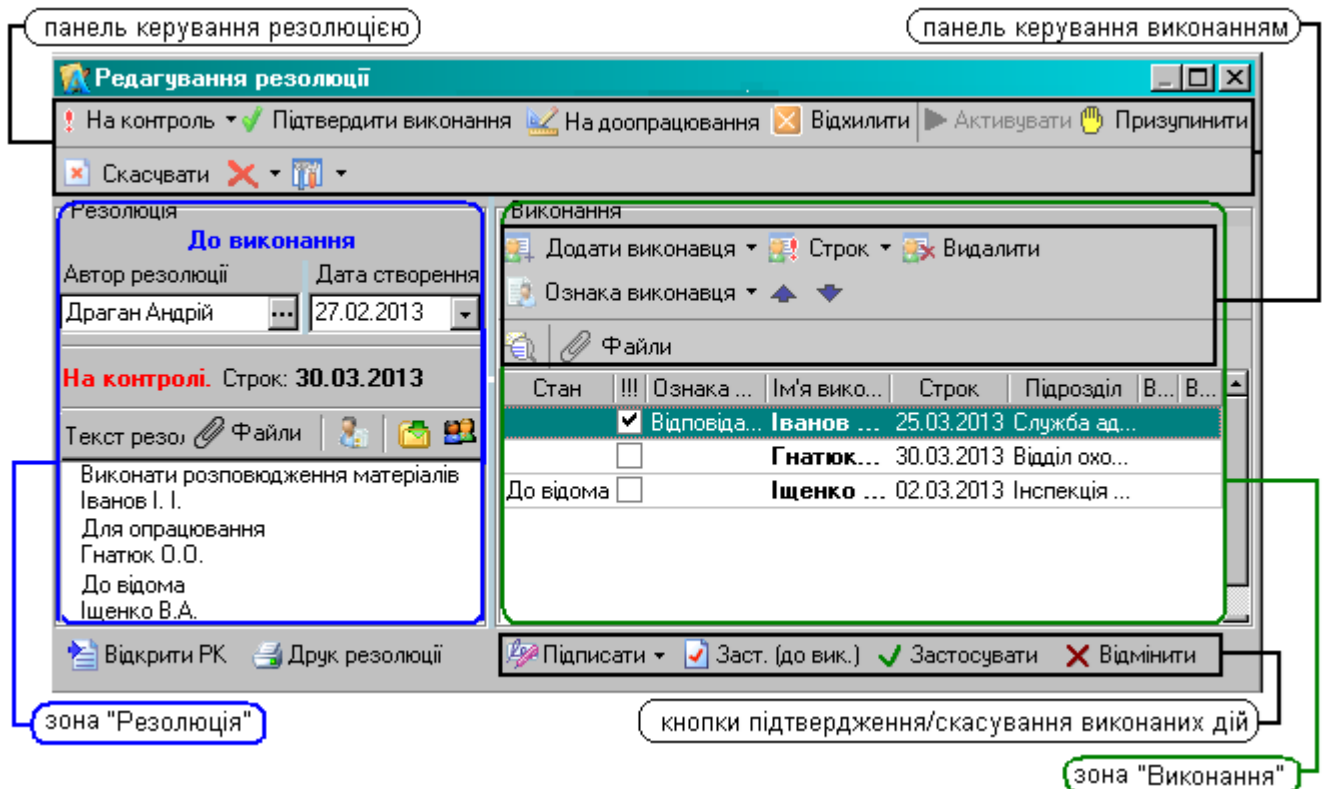 панель керування резолюцією
панель керування виконанням
Редагування резолюції
На контроль Підтвердити виконання На доопрацювання Відхилити Активувати Призупинити
Скасувати
Резолюція
До виконання
Автор резолюції Дата створення
Драган Андрій ... 27.02.2013
На контролі. Строк: 30.03.2013
Текст резо Файли
Виконати розповюдження матеріалів
Іванов І. І.
Для опрацювання
Гнатюк О.О.
До відома
Іщенко В.А.
Виконання
Додати виконавця Строк Видалити
Ознака виконавця
Файли
Стан !!! Ознака ... Ім'я вико... Строк Підрозділ В... В...
Відповіда... Іванов ... 25.03.2013 Служба ад...
Гнатюк... 30.03.2013 Відділ охо...
До відома Іщенко ... 02.03.2013 Інспекція ...
Відкрити РК Друк резолюції
Підписати Заст. (до вик.) Застосувати Відмінити
зона "Резолюція"
кнопки підтвердження/скасування виконаних дій
зона "Виконання"